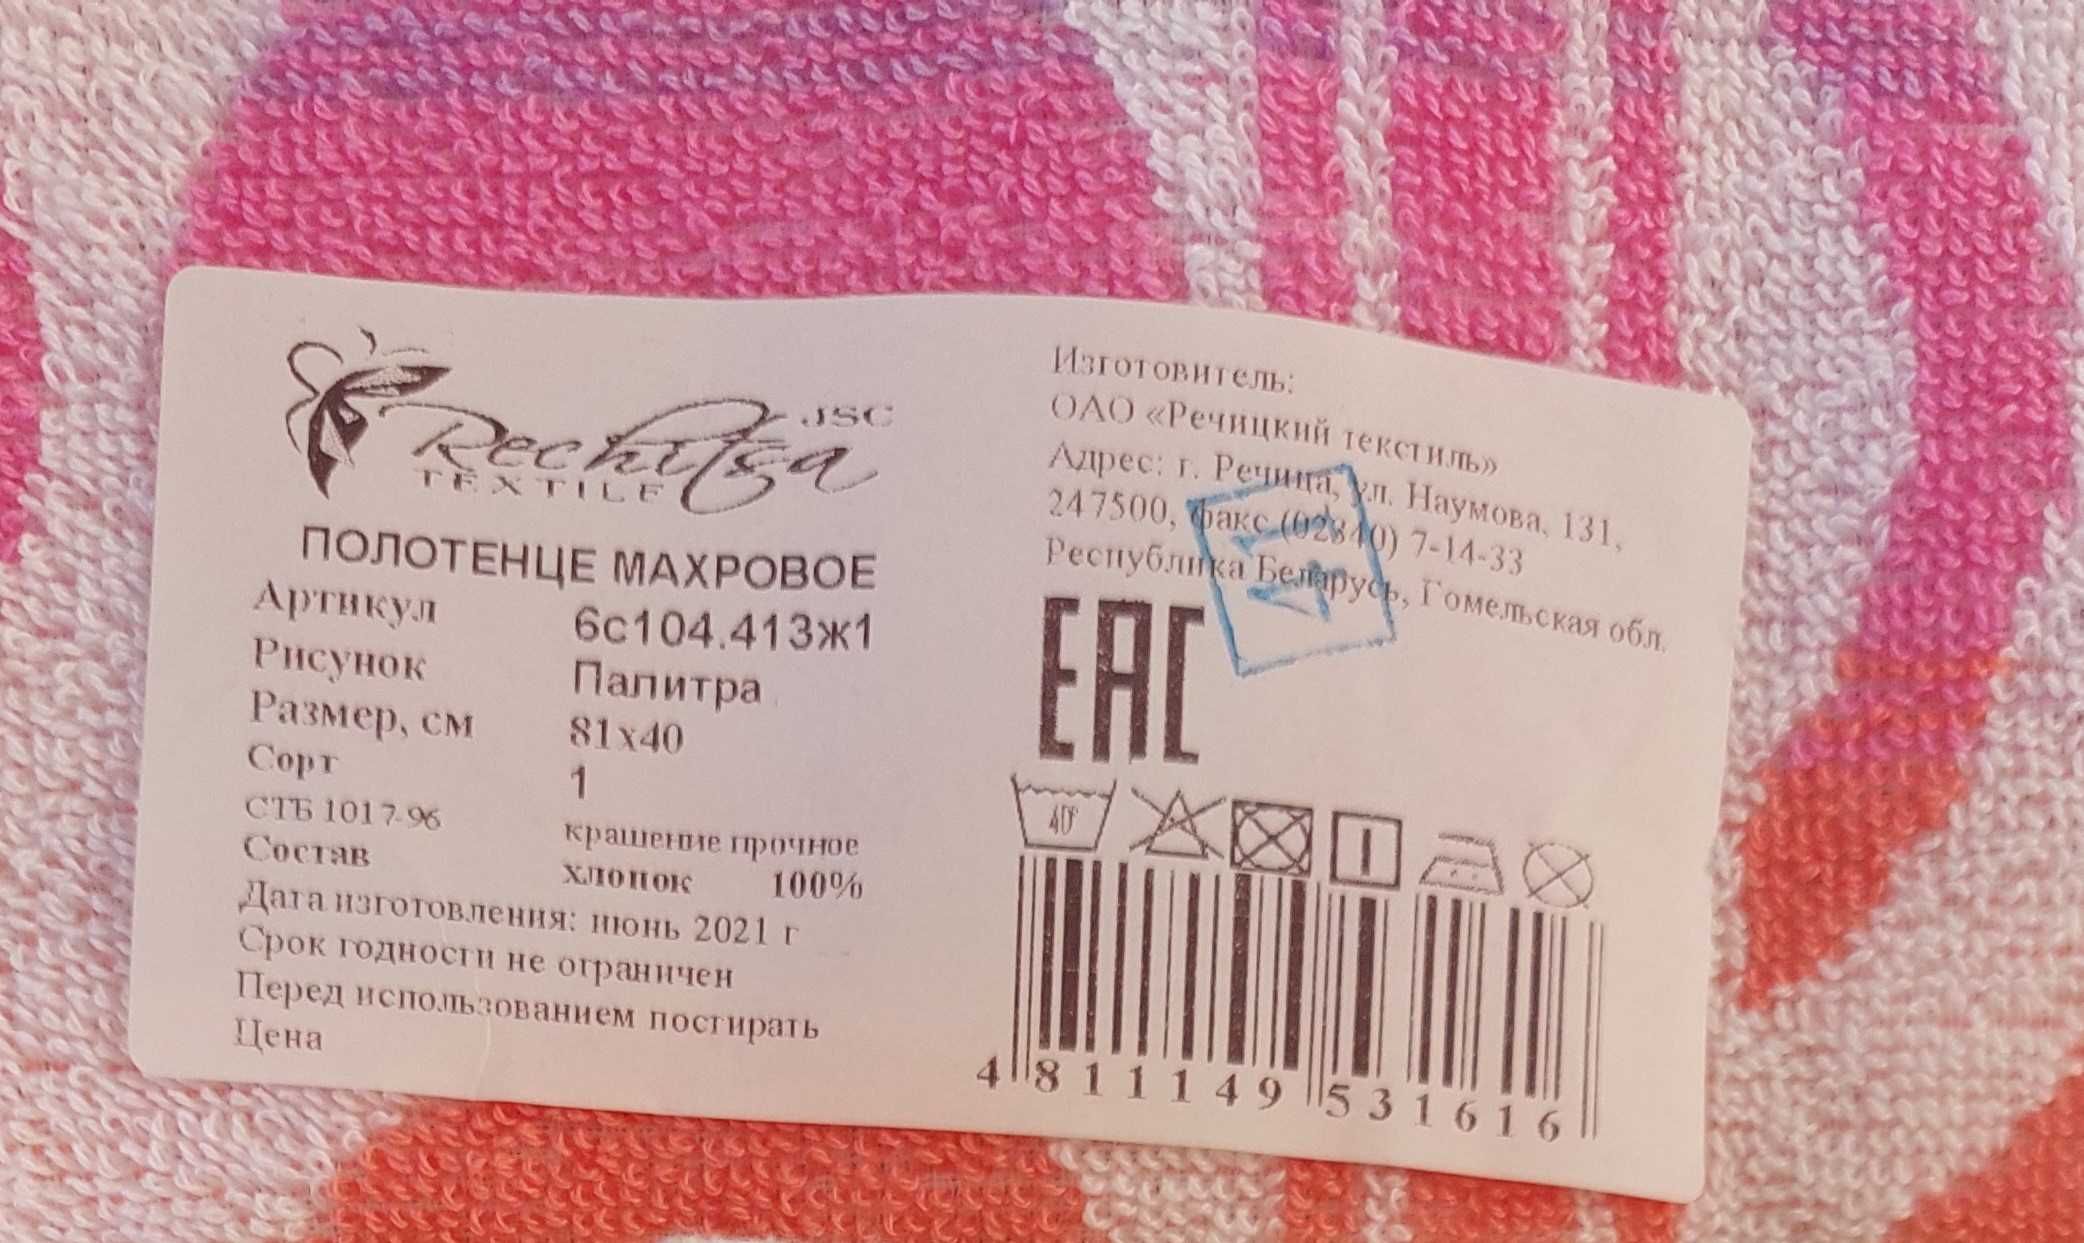 JSC
Rechitsa
TEXTILE
ПОЛОТЕНЦЕ МАХРОВОЕ
Артикул 6с104.413ж1
Рисунок Палитра
Размер, см 81х40
Сорт 1
СТБ 1017-96 крашение прочное
Состав хлопок 100%
Дата изготовления: июнь 2021 г
Срок годности не ограничен
Перед использованием постирать
Цена
Изготовитель:
ОАО «Речицкий текстиль»
Адрес: г. Речица, ул. Наумова, 131,
247500, факс (02340) 7-14-33
Республика Беларусь, Гомельская обл.
EAC
40°
4 811149 531616